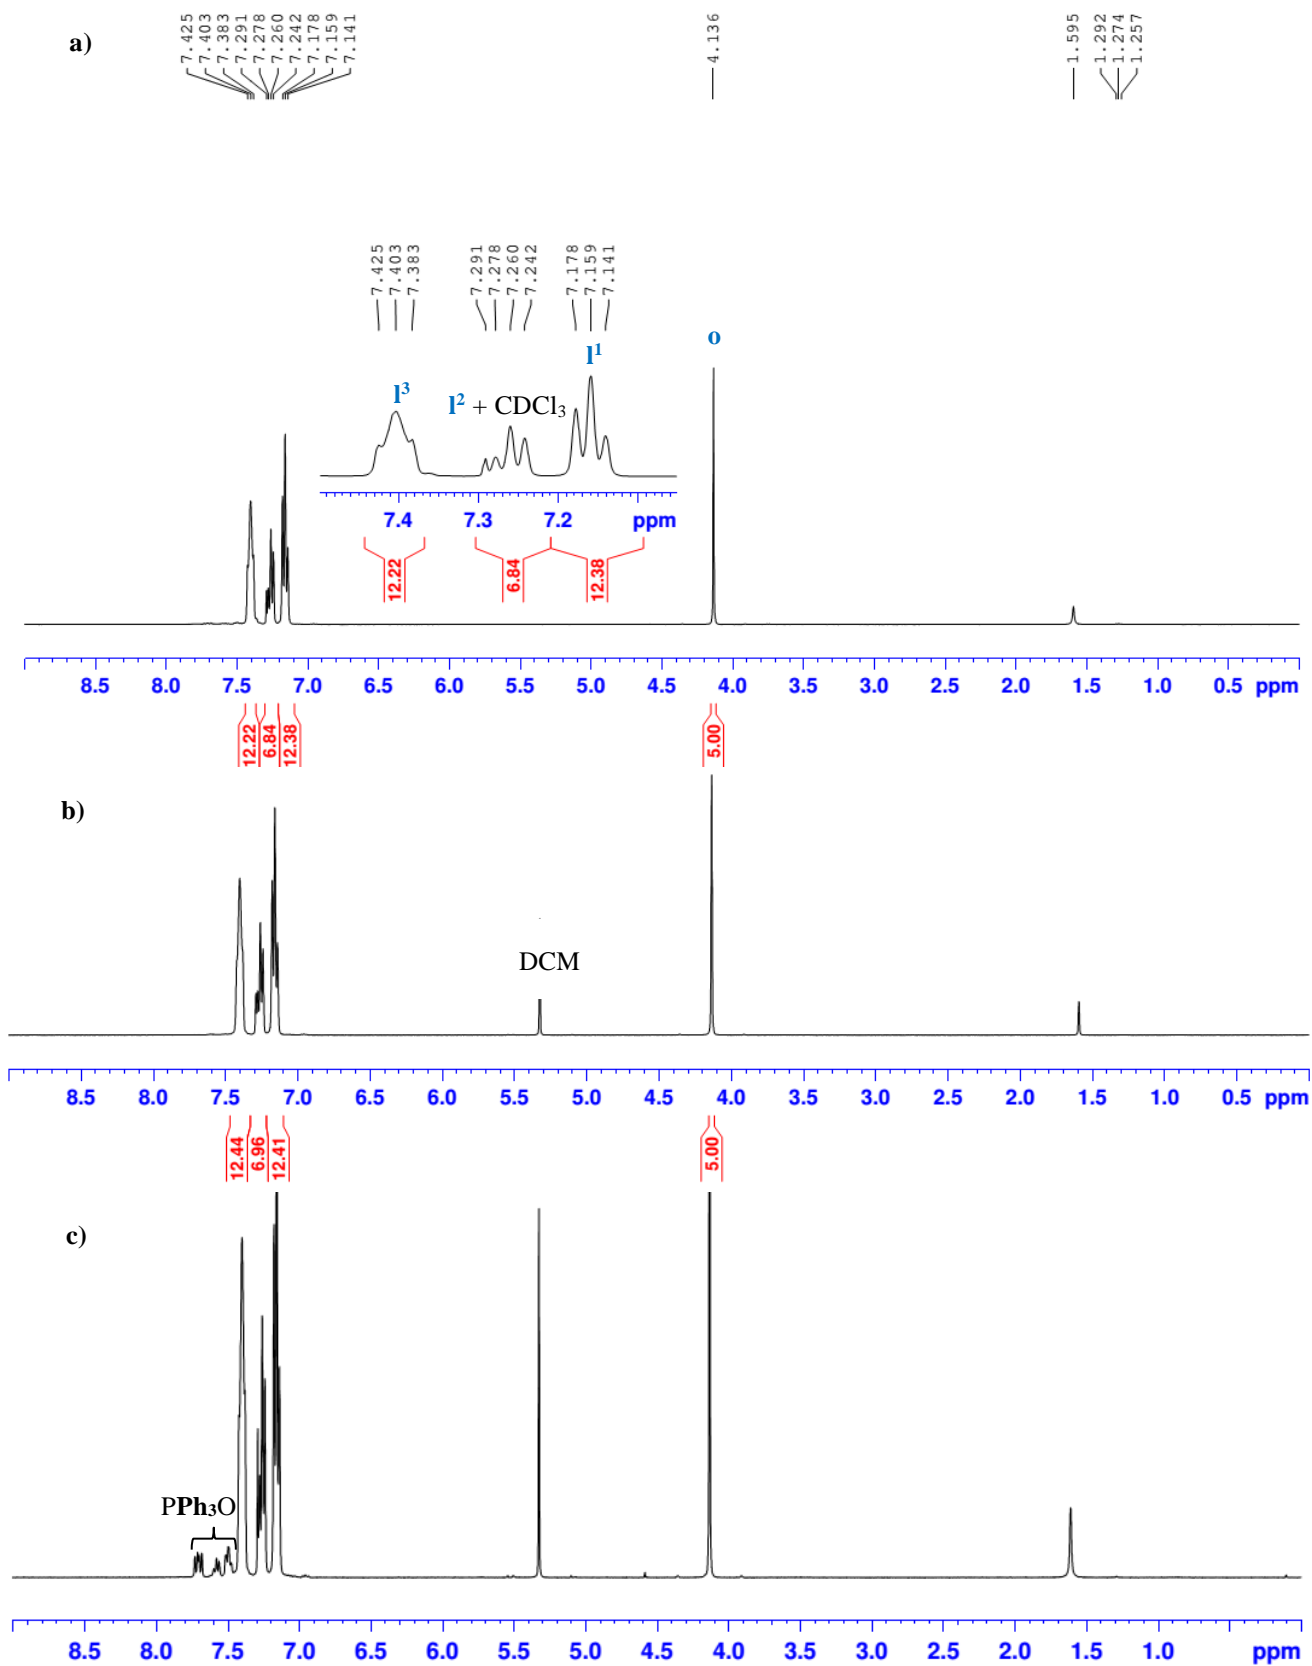 a)
7.425
7.403
7.383
7.291
7.278
7.260
7.242
7.178
7.159
7.141
4.136
1.595
1.292
1.274
1.257
7.425
7.403
7.383
7.291
7.278
7.260
7.242
7.178
7.159
7.141
o
l¹
l³
l² + CDCl₃
7.4 7.3 7.2 ppm
12.22 6.84 12.38
8.5 8.0 7.5 7.0 6.5 6.0 5.5 5.0 4.5 4.0 3.5 3.0 2.5 2.0 1.5 1.0 0.5 ppm
12.22 6.84 12.38 5.00
b)
DCM
8.5 8.0 7.5 7.0 6.5 6.0 5.5 5.0 4.5 4.0 3.5 3.0 2.5 2.0 1.5 1.0 0.5 ppm
12.44 6.96 12.41 5.00
c)
PPh₃O
8.5 8.0 7.5 7.0 6.5 6.0 5.5 5.0 4.5 4.0 3.5 3.0 2.5 2.0 1.5 1.0 ppm